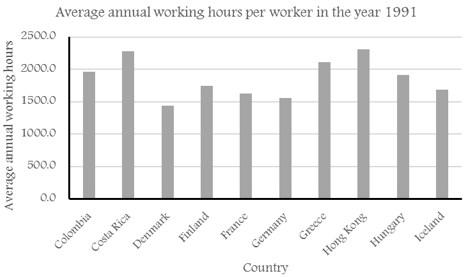 Average annual working hours per worker in the year 1991
Average annual working hours
2500.0
2000.0
1500.0
1000.0
500.0
0.0
Colombia
Costa Rica
Denmark
Finland
France
Germany
Greece
Hong Kong
Hungary
Iceland
Country